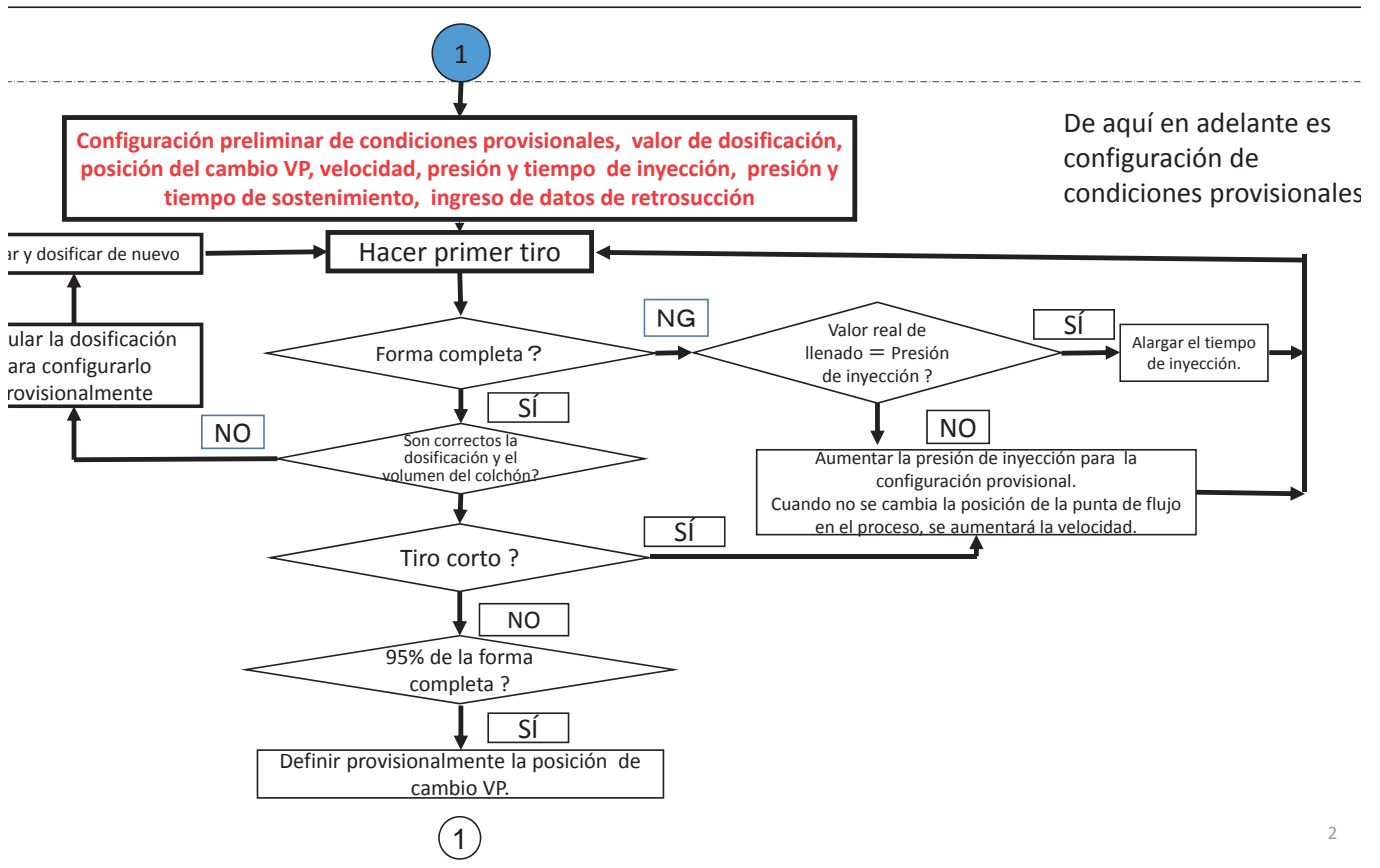 1
Configuración preliminar de condiciones provisionales, valor de dosificación,
posición del cambio VP, velocidad, presión y tiempo de inyección, presión y
tiempo de sostenimiento, ingreso de datos de retrosucción
De aquí en adelante es
configuración de
condiciones provisionales
ar y dosificar de nuevo
Hacer primer tiro
ular la dosificación
ara configurarlo
rovisionalmente
Forma completa ?
NG
Valor real de
llenado = Presión
de inyección ?
SÍ
Alargar el tiempo
de inyección.
SÍ
NO
Son correctos la
dosificación y el
volumen del colchón?
NO
Aumentar la presión de inyección para la
configuración provisional.
Cuando no se cambia la posición de la punta de flujo
en el proceso, se aumentará la velocidad.
Tiro corto ?
SÍ
NO
95% de la forma
completa ?
SÍ
Definir provisionalmente la posición de
cambio VP.
1
2